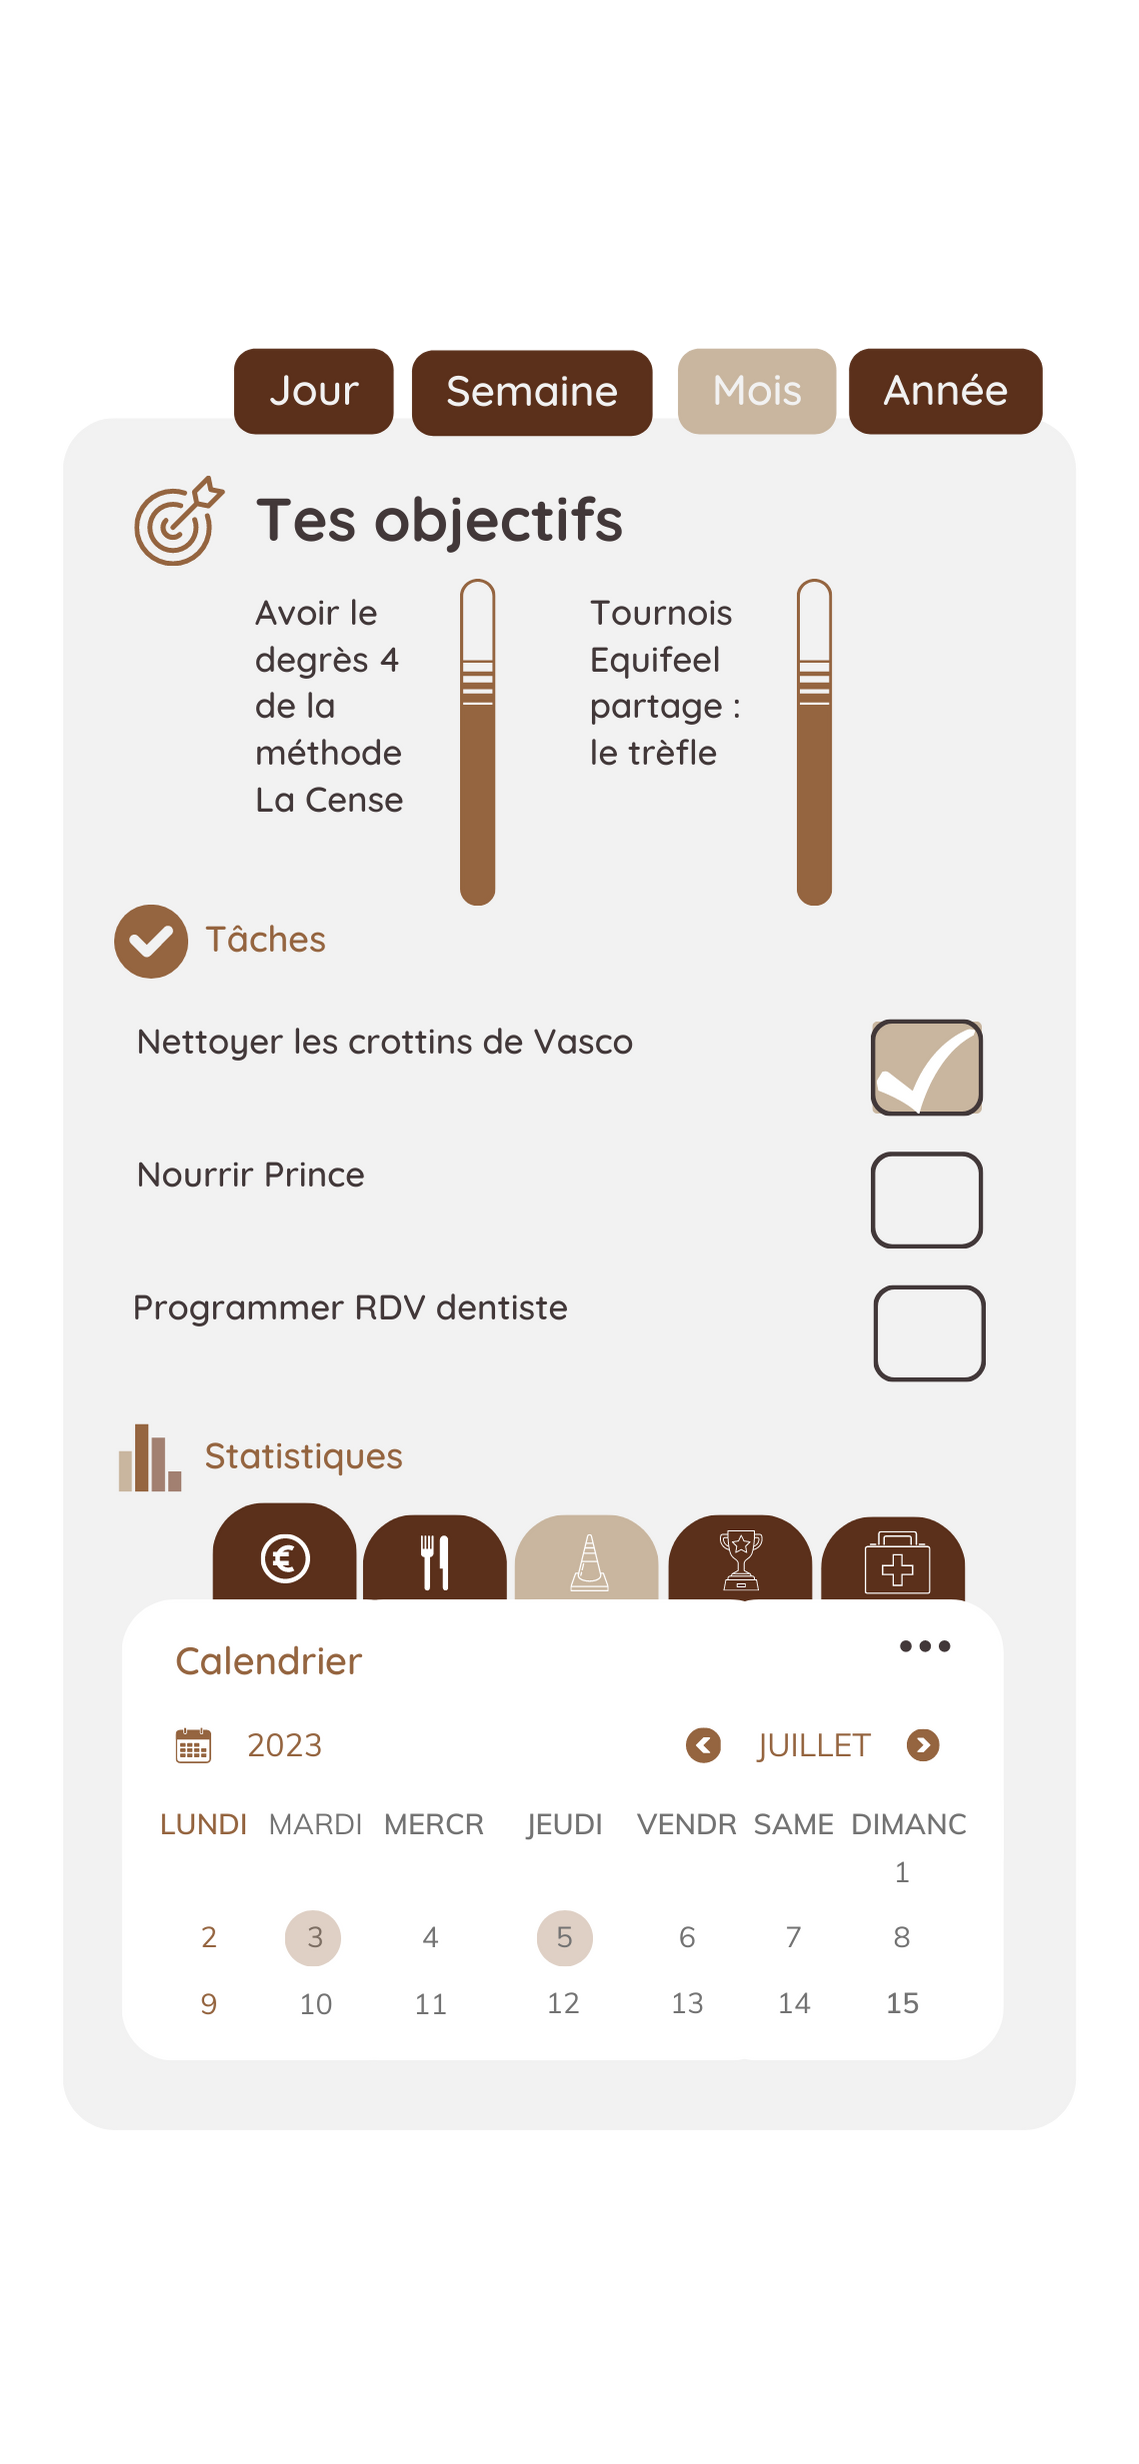 Jour Semaine Mois Année
Tes objectifs
Avoir le
degrès 4
de la
méthode
La Cense
Tournois
Equifeel
partage :
le trèfle
Tâches
Nettoyer les crottins de Vasco
Nourrir Prince
Programmer RDV dentiste
Statistiques
€
Calendrier
2023 JUILLET
LUNDI MARDI MERCR JEUDI VENDR SAME DIMANC
1
2 3 4 5 6 7 8
9 10 11 12 13 14 15